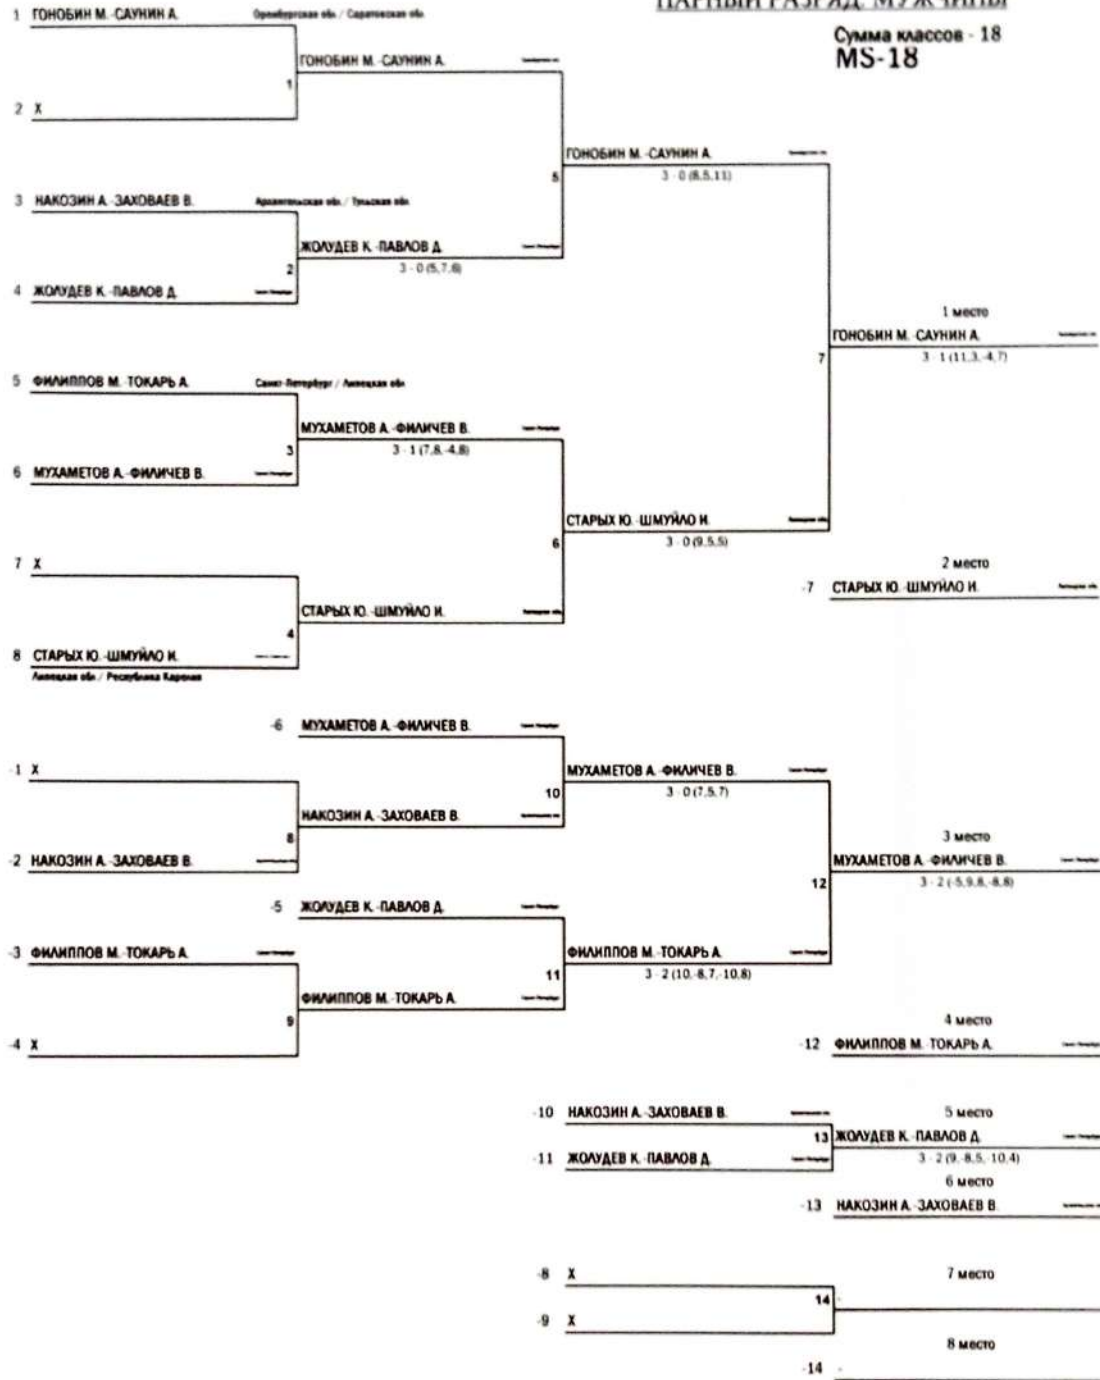 ПАРНЫЙ РАЗРЯД. МУЖЧИНЫ
Сумма классов - 18
MS-18
1 ГОНОБИН М.-САУНИН А. Оренбургская обл. / Саратовская обл.
ГОНОБИН М.-САУНИН А.
1
2 X
ГОНОБИН М.-САУНИН А.
5
3 - 0 (8,5,11)
3 НАКОЗИН А.-ЗАХОВАЕВ В. Архангельская обл. / Тульская обл.
ЖОЛУДЕВ К.-ПАВЛОВ Д.
2
3 - 0 (5,7,6)
4 ЖОЛУДЕВ К.-ПАВЛОВ Д.
1 место
ГОНОБИН М.-САУНИН А.
7
3 - 1 (11,3,-4,7)
5 ФИЛИППОВ М.-ТОКАРЬ А. Санкт-Петербург / Липецкая обл.
МУХАМЕТОВ А.-ФИЛИЧЕВ В.
3
3 - 1 (7,8,-4,8)
6 МУХАМЕТОВ А.-ФИЛИЧЕВ В.
СТАРЫХ Ю.-ШМУЙЛО И.
6
3 - 0 (9,5,5)
7 X
2 место
-7 СТАРЫХ Ю.-ШМУЙЛО И.
СТАРЫХ Ю.-ШМУЙЛО И.
4
8 СТАРЫХ Ю.-ШМУЙЛО И.
Липецкая обл. / Республика Карелия
-6 МУХАМЕТОВ А.-ФИЛИЧЕВ В.
-1 X
МУХАМЕТОВ А.-ФИЛИЧЕВ В.
10
3 - 0 (7,5,7)
НАКОЗИН А.-ЗАХОВАЕВ В.
8
-2 НАКОЗИН А.-ЗАХОВАЕВ В.
3 место
МУХАМЕТОВ А.-ФИЛИЧЕВ В.
12
3 - 2 (-5,9,8,-8,8)
-5 ЖОЛУДЕВ К.-ПАВЛОВ Д.
-3 ФИЛИППОВ М.-ТОКАРЬ А.
ФИЛИППОВ М.-ТОКАРЬ А.
11
3 - 2 (10,-8,7,-10,8)
ФИЛИППОВ М.-ТОКАРЬ А.
9
-4 X
4 место
-12 ФИЛИППОВ М.-ТОКАРЬ А.
-10 НАКОЗИН А.-ЗАХОВАЕВ В.
5 место
13 ЖОЛУДЕВ К.-ПАВЛОВ Д.
3 - 2 (9,-8,5,-10,4)
-11 ЖОЛУДЕВ К.-ПАВЛОВ Д.
6 место
-13 НАКОЗИН А.-ЗАХОВАЕВ В.
-8 X
7 место
14 -
-9 X
8 место
-14 -